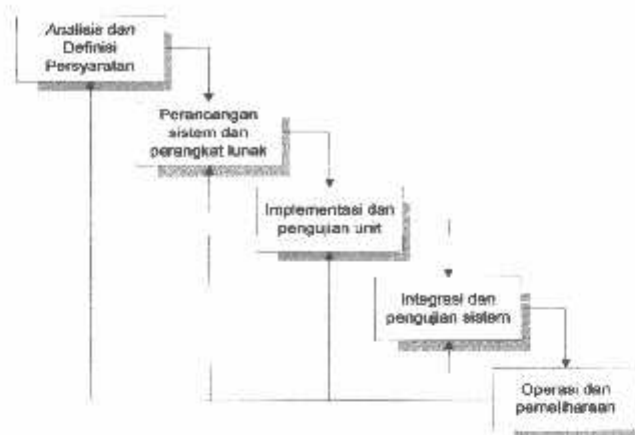 Analisis dan
Definisi
Persyaratan
Perancangan
sistem dan
perangkat lunak
Implementasi dan
pengujian unit
Integrasi dan
pengujian sistem
Operasi dan
pemeliharaan